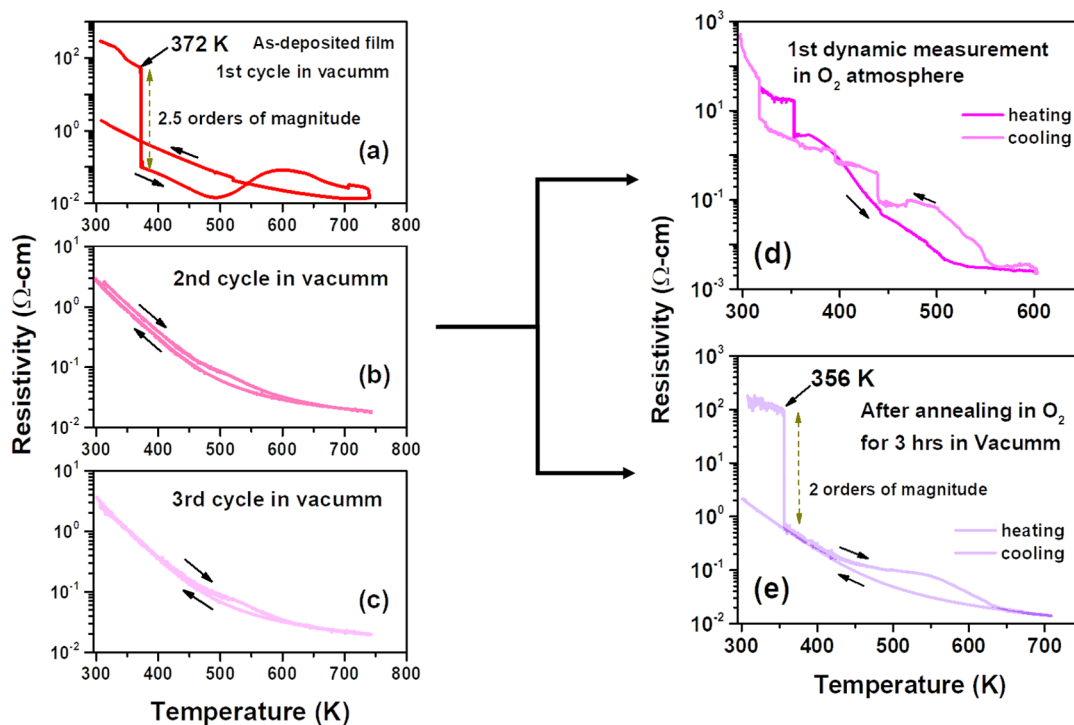 372 K
As-deposited film
1st cycle in vacumm
2.5 orders of magnitude
(a)
10^2
10^0
10^-2
300 400 500 600 700 800
2nd cycle in vacumm
(b)
10^1
10^0
10^-1
10^-2
300 400 500 600 700 800
3rd cycle in vacumm
(c)
10^1
10^0
10^-1
10^-2
300 400 500 600 700 800
Resistivity (Ω-cm)
Temperature (K)
1st dynamic measurement
in O2 atmosphere
heating
cooling
(d)
10^3
10^1
10^-1
10^-3
300 400 500 600
356 K
After annealing in O2
for 3 hrs in Vacumm
2 orders of magnitude
heating
cooling
(e)
10^3
10^2
10^1
10^0
10^-1
10^-2
300 400 500 600 700
Resistivity (Ω-cm)
Temperature (K)